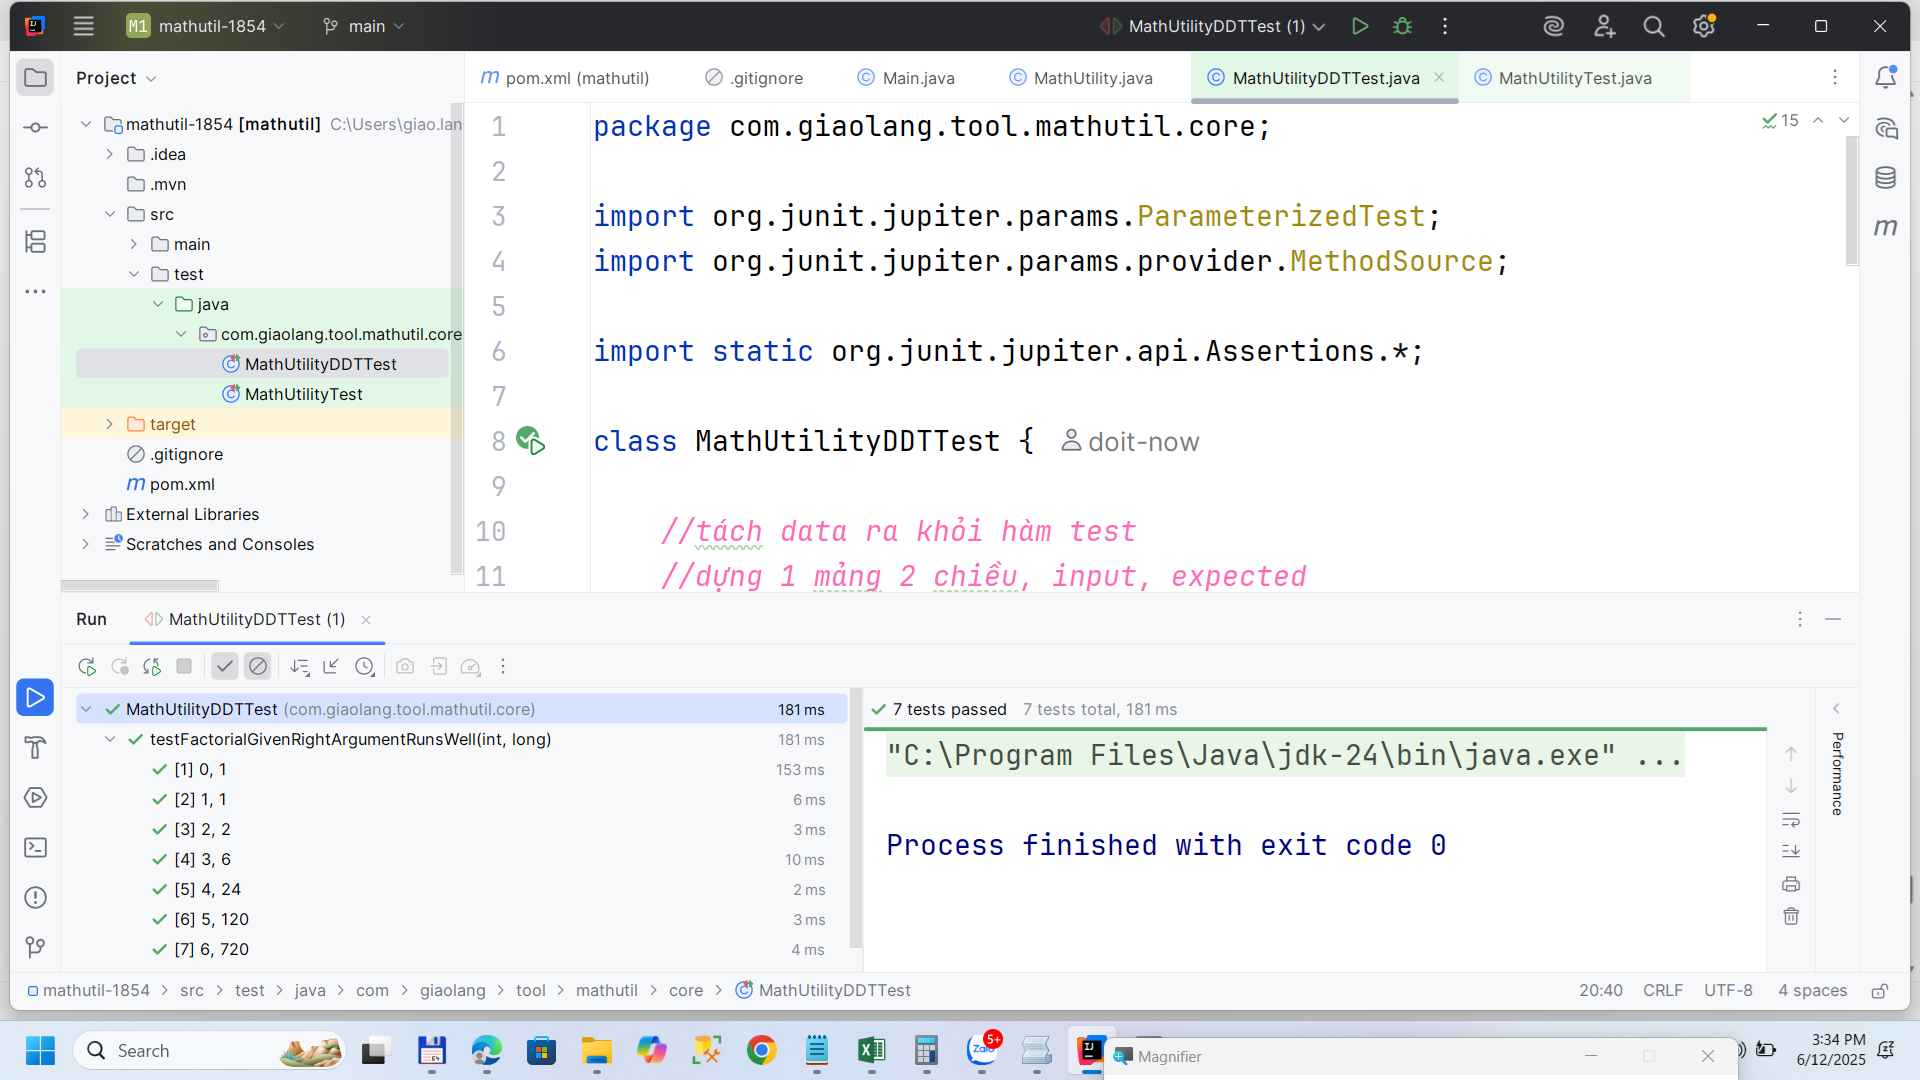 M1 mathutil-1854 main MathUtilityDDTTest (1)
Project
pom.xml (mathutil) .gitignore Main.java MathUtility.java MathUtilityDDTTest.java MathUtilityTest.java
mathutil-1854 [mathutil] C:\Users\giao.lan
.idea
.mvn
src
main
test
java
com.giaolang.tool.mathutil.core
MathUtilityDDTTest
MathUtilityTest
target
.gitignore
m pom.xml
External Libraries
Scratches and Consoles
15
1 package com.giaolang.tool.mathutil.core;
2
3 import org.junit.jupiter.params.ParameterizedTest;
4 import org.junit.jupiter.params.provider.MethodSource;
5
6 import static org.junit.jupiter.api.Assertions.*;
7
8 class MathUtilityDDTTest { doit-now
9
10 //tách data ra khỏi hàm test
11 //dựng 1 mảng 2 chiều, input, expected
Run MathUtilityDDTTest (1)
MathUtilityDDTTest (com.giaolang.tool.mathutil.core) 181 ms
testFactorialGivenRightArgumentRunsWell(int, long) 181 ms
[1] 0, 1 153 ms
[2] 1, 1 6 ms
[3] 2, 2 3 ms
[4] 3, 6 10 ms
[5] 4, 24 2 ms
[6] 5, 120 3 ms
[7] 6, 720 4 ms
7 tests passed 7 tests total, 181 ms
"C:\Program Files\Java\jdk-24\bin\java.exe" ...
Process finished with exit code 0
Performance
mathutil-1854 > src > test > java > com > giaolang > tool > mathutil > core > MathUtilityDDTTest
20:40 CRLF UTF-8 4 spaces
Search
64
Zalo
5+
Magnifier
3:34 PM
6/12/2025